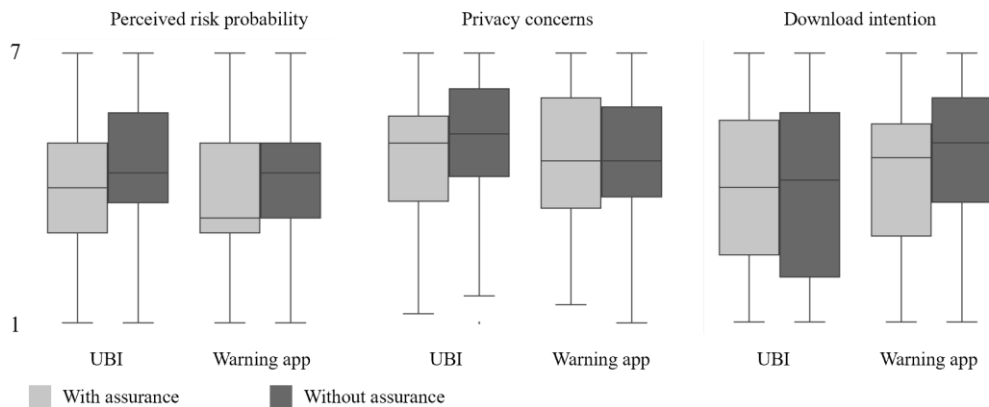 Perceived risk probability Privacy concerns Download intention
7
1
UBI Warning app UBI Warning app UBI Warning app
With assurance Without assurance